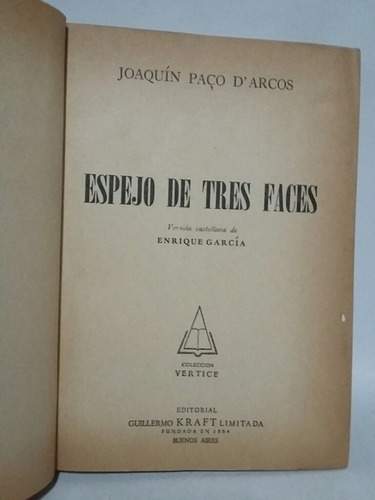 JOAQUÍN PAÇO D'ARCOS
ESPEJO DE TRES FACES
Versión castellana de
ENRIQUE GARCÍA
COLECCION
VERTICE
EDITORIAL
GUILLERMO KRAFT LIMITADA
FUNDADA EN 1864
BUENOS AIRES